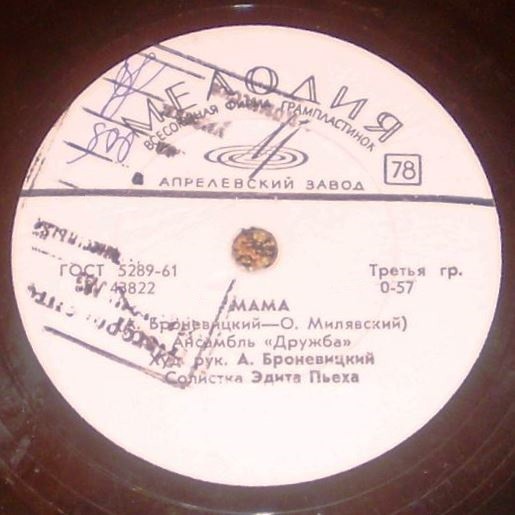 МЕЛОДИЯ
ВСЕСОЮЗНАЯ ФИРМА ГРАМПЛАСТИНОК
78
АПРЕЛЕВСКИЙ ЗАВОД
ГОСТ 5289-61
Третья гр.
43822
0-57
МАМА
Броневицкий—О. Милявский)
Ансамбль «Дружба»
Худ. рук. А. Броневицкий
Солистка Эдита Пьеха